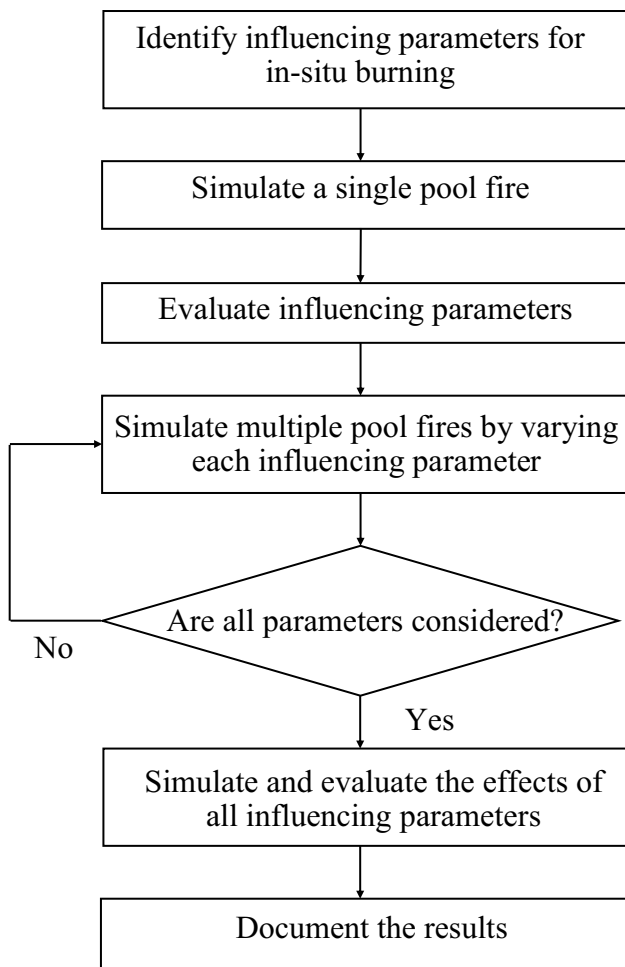 Identify influencing parameters for
in-situ burning
Simulate a single pool fire
Evaluate influencing parameters
Simulate multiple pool fires by varying
each influencing parameter
Are all parameters considered?
No
Yes
Simulate and evaluate the effects of
all influencing parameters
Document the results